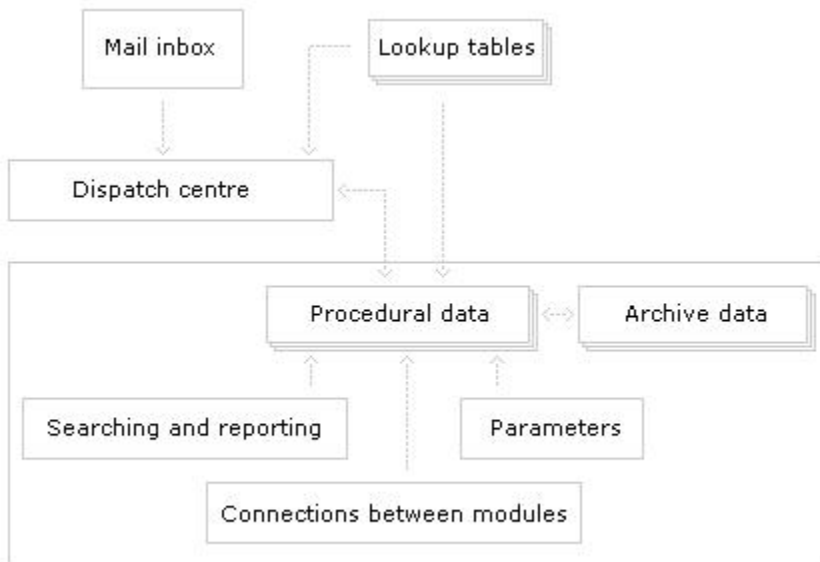 Mail inbox
Lookup tables
Dispatch centre
Procedural data
Archive data
Searching and reporting
Parameters
Connections between modules